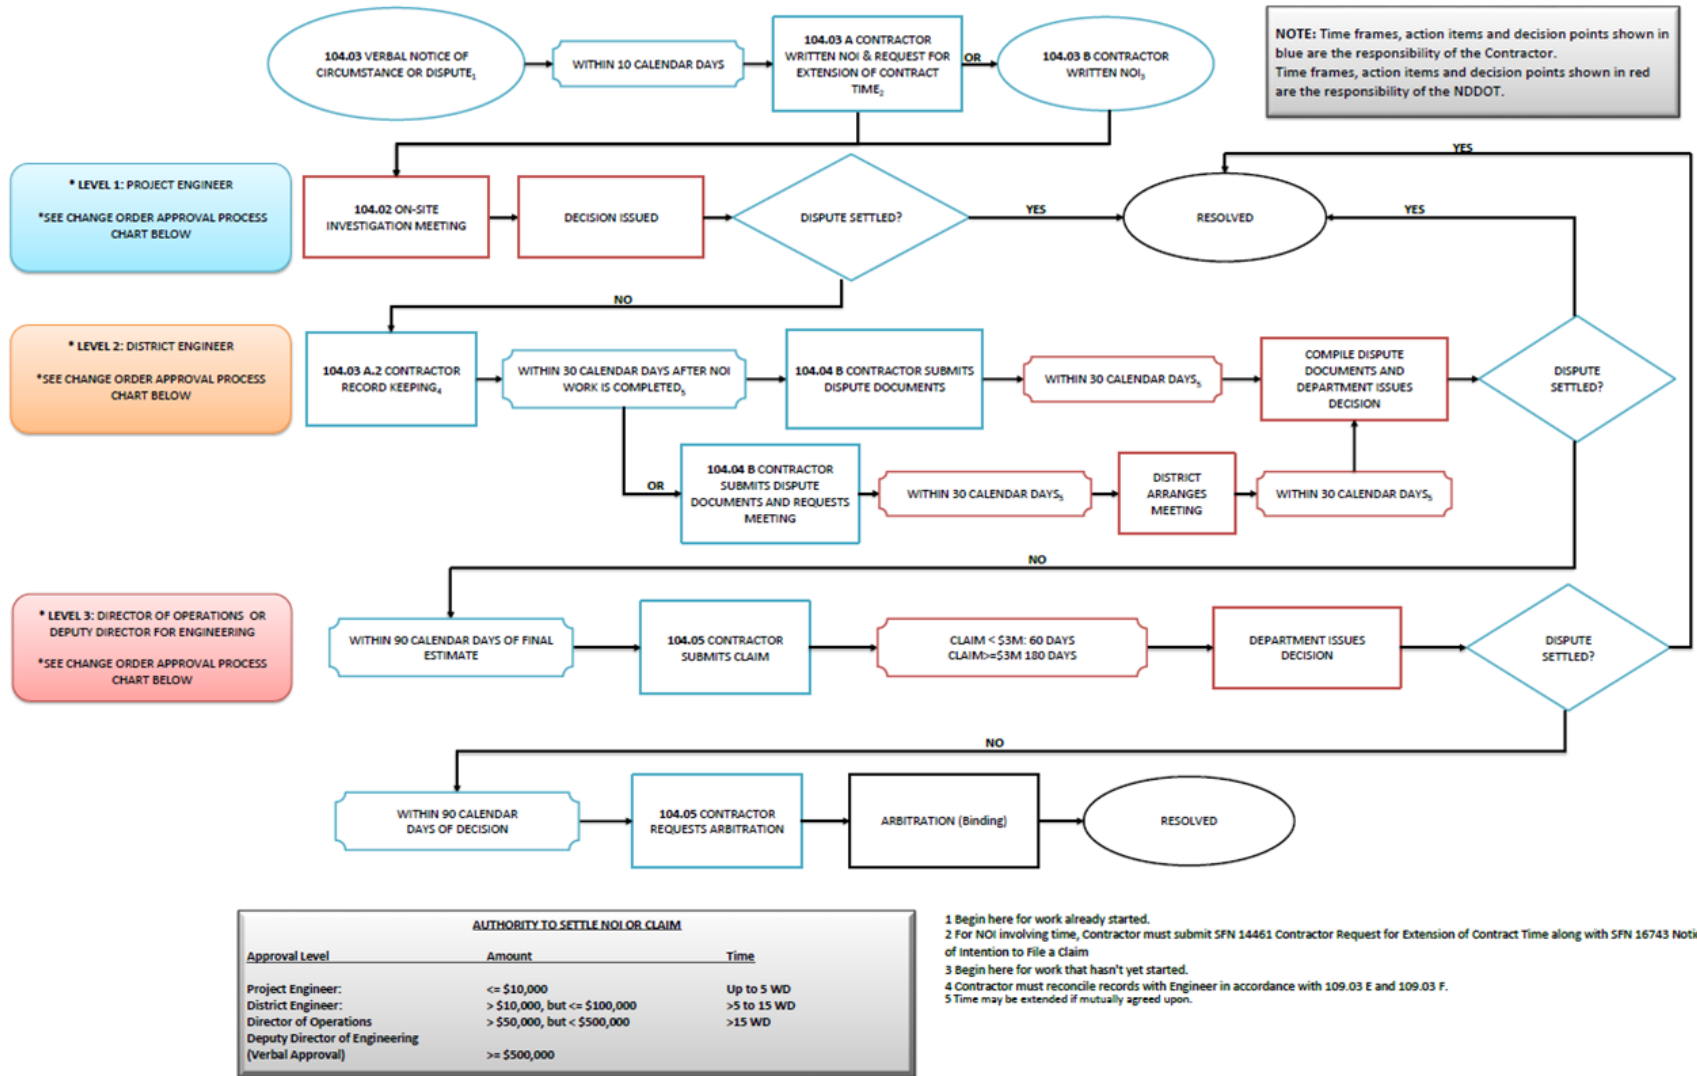 104.03 VERBAL NOTICE OF
CIRCUMSTANCE OR DISPUTE1
WITHIN 10 CALENDAR DAYS
104.03 A CONTRACTOR
WRITTEN NOI & REQUEST FOR
EXTENSION OF CONTRACT
TIME2
OR
104.03 B CONTRACTOR
WRITTEN NOI3
NOTE: Time frames, action items and decision points shown in
blue are the responsibility of the Contractor.
Time frames, action items and decision points shown in red
are the responsibility of the NDDOT.
* LEVEL 1: PROJECT ENGINEER
*SEE CHANGE ORDER APPROVAL PROCESS
CHART BELOW
104.02 ON-SITE
INVESTIGATION MEETING
DECISION ISSUED
DISPUTE SETTLED?
YES
RESOLVED
YES
YES
NO
* LEVEL 2: DISTRICT ENGINEER
*SEE CHANGE ORDER APPROVAL PROCESS
CHART BELOW
104.03 A.2 CONTRACTOR
RECORD KEEPING4
WITHIN 30 CALENDAR DAYS AFTER NOI
WORK IS COMPLETED5
104.04 B CONTRACTOR SUBMITS
DISPUTE DOCUMENTS
WITHIN 30 CALENDAR DAYS5
COMPILE DISPUTE
DOCUMENTS AND
DEPARTMENT ISSUES
DECISION
DISPUTE
SETTLED?
OR
104.04 B CONTRACTOR
SUBMITS DISPUTE
DOCUMENTS AND REQUESTS
MEETING
WITHIN 30 CALENDAR DAYS5
DISTRICT
ARRANGES
MEETING
WITHIN 30 CALENDAR DAYS5
NO
* LEVEL 3: DIRECTOR OF OPERATIONS OR
DEPUTY DIRECTOR FOR ENGINEERING
*SEE CHANGE ORDER APPROVAL PROCESS
CHART BELOW
WITHIN 90 CALENDAR DAYS OF FINAL
ESTIMATE
104.05 CONTRACTOR
SUBMITS CLAIM
CLAIM < $3M: 60 DAYS
CLAIM>=$3M 180 DAYS
DEPARTMENT ISSUES
DECISION
DISPUTE
SETTLED?
NO
WITHIN 90 CALENDAR
DAYS OF DECISION
104.05 CONTRACTOR
REQUESTS ARBITRATION
ARBITRATION (Binding)
RESOLVED
AUTHORITY TO SETTLE NOI OR CLAIM
Approval Level Amount Time
Project Engineer: <= $10,000 Up to 5 WD
District Engineer: > $10,000, but <= $100,000 >5 to 15 WD
Director of Operations > $50,000, but < $500,000 >15 WD
Deputy Director of Engineering
(Verbal Approval) >= $500,000
1 Begin here for work already started.
2 For NOI involving time, Contractor must submit SFN 14461 Contractor Request for Extension of Contract Time along with SFN 16743 Notic
of Intention to File a Claim
3 Begin here for work that hasn't yet started.
4 Contractor must reconcile records with Engineer in accordance with 109.03 E and 109.03 F.
5 Time may be extended if mutually agreed upon.